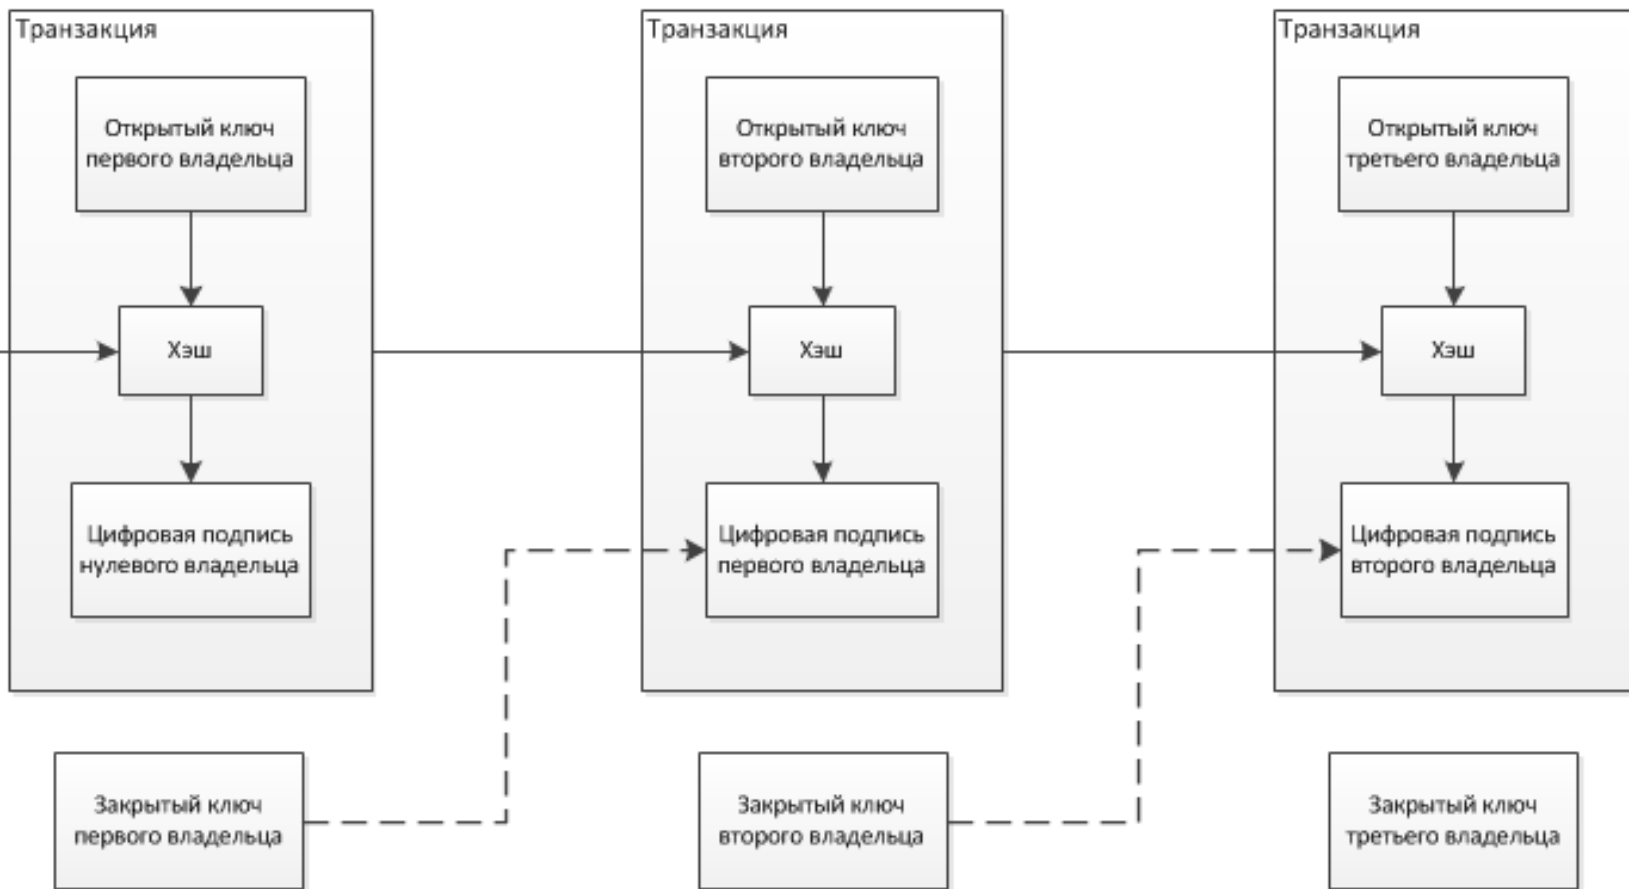 Транзакция
Открытый ключ
первого владельца
Хэш
Цифровая подпись
нулевого владельца
Закрытый ключ
первого владельца
Транзакция
Открытый ключ
второго владельца
Хэш
Цифровая подпись
первого владельца
Закрытый ключ
второго владельца
Транзакция
Открытый ключ
третьего владельца
Хэш
Цифровая подпись
второго владельца
Закрытый ключ
третьего владельца